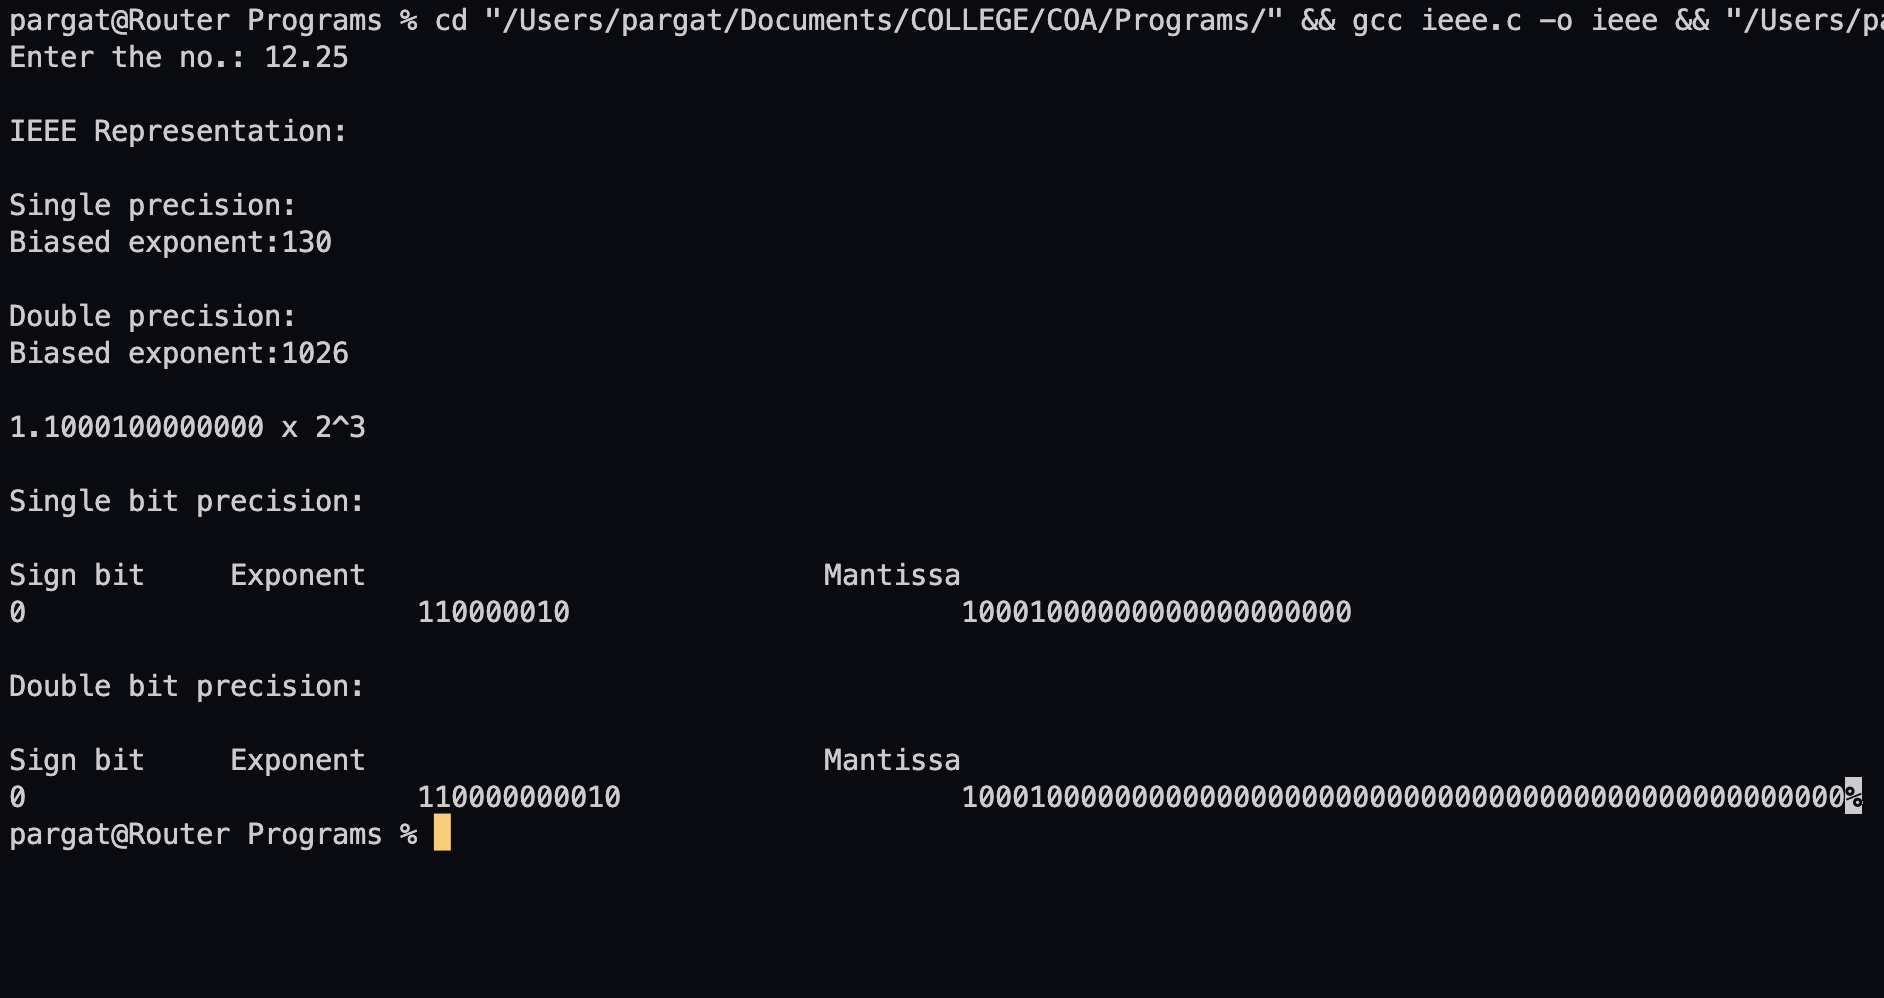 pargat@Router Programs % cd "/Users/pargat/Documents/COLLEGE/COA/Programs/" && gcc ieee.c -o ieee && "/Users/pa
Enter the no.: 12.25
IEEE Representation:
Single precision:
Biased exponent:130
Double precision:
Biased exponent:1026
1.1000100000000 x 2^3
Single bit precision:
Sign bit Exponent Mantissa
0 110000010 10001000000000000000000
Double bit precision:
Sign bit Exponent Mantissa
0 110000000010 1000100000000000000000000000000000000000000000000000%
pargat@Router Programs %